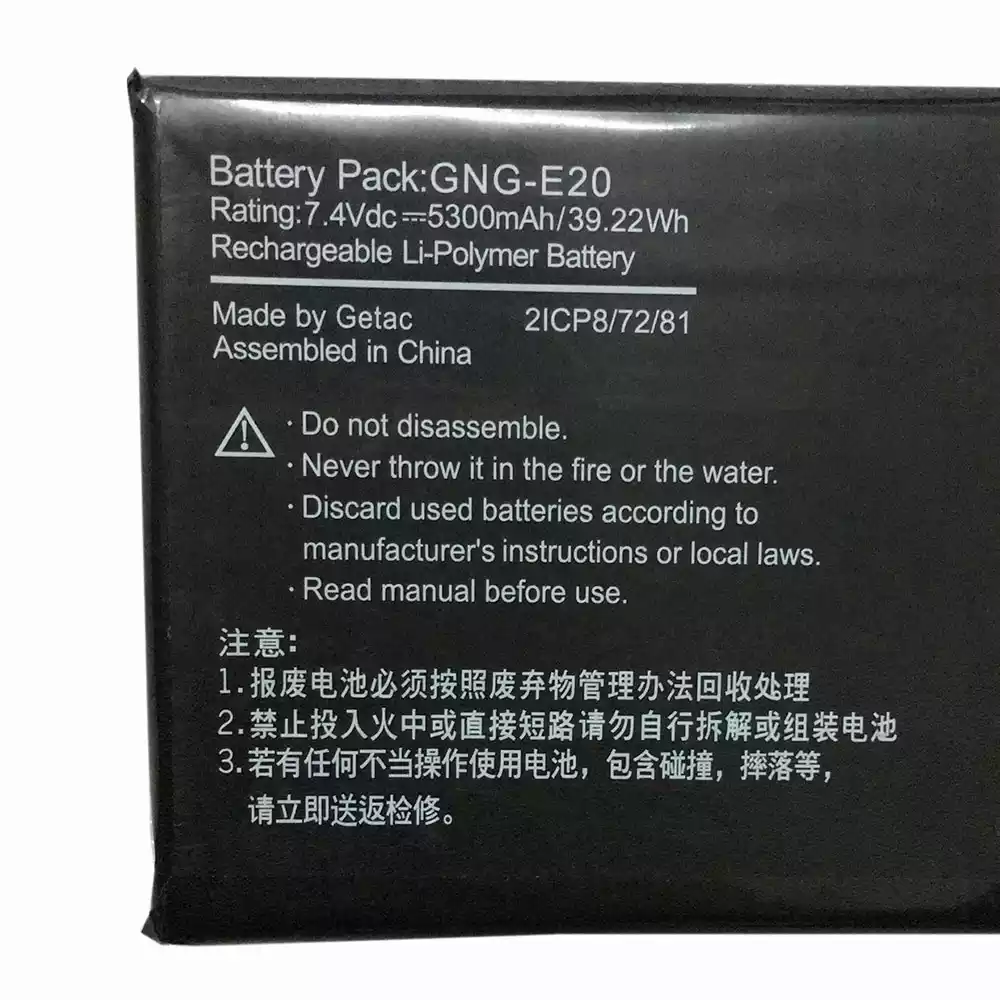 Battery Pack:GNG-E20
Rating:7.4Vdc⎓5300mAh/39.22Wh
Rechargeable Li-Polymer Battery
Made by Getac 2ICP8/72/81
Assembled in China
· Do not disassemble.
· Never throw it in the fire or the water.
· Discard used batteries according to
manufacturer's instructions or local laws.
· Read manual before use.
注意:
1. 报废电池必须按照废弃物管理办法回收处理
2. 禁止投入火中或直接短路请勿自行拆解或组装电池
3. 若有任何不当操作使用电池，包含碰撞，摔落等，
请立即送返检修。